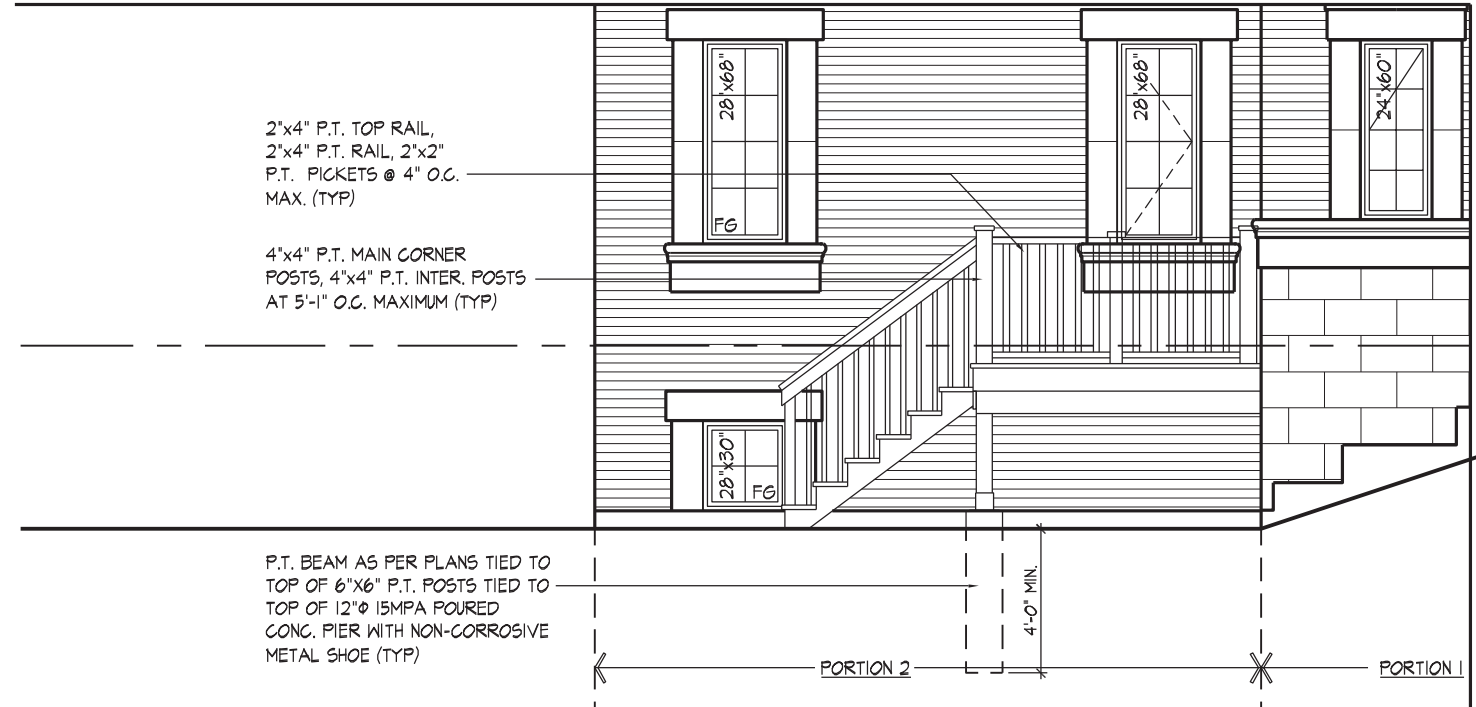 28"x68"
28"x68"
24"x60"
2"x4" P.T. TOP RAIL,
2"x4" P.T. RAIL, 2"x2"
P.T. PICKETS @ 4" O.C.
MAX. (TYP)
FG
4"x4" P.T. MAIN CORNER
POSTS, 4"x4" P.T. INTER. POSTS
AT 5'-1" O.C. MAXIMUM (TYP)
28"x30"
FG
P.T. BEAM AS PER PLANS TIED TO
TOP OF 6"X6" P.T. POSTS TIED TO
TOP OF 12"Φ 15MPA POURED
CONC. PIER WITH NON-CORROSIVE
METAL SHOE (TYP)
4'-0" MIN.
PORTION 2
PORTION 1